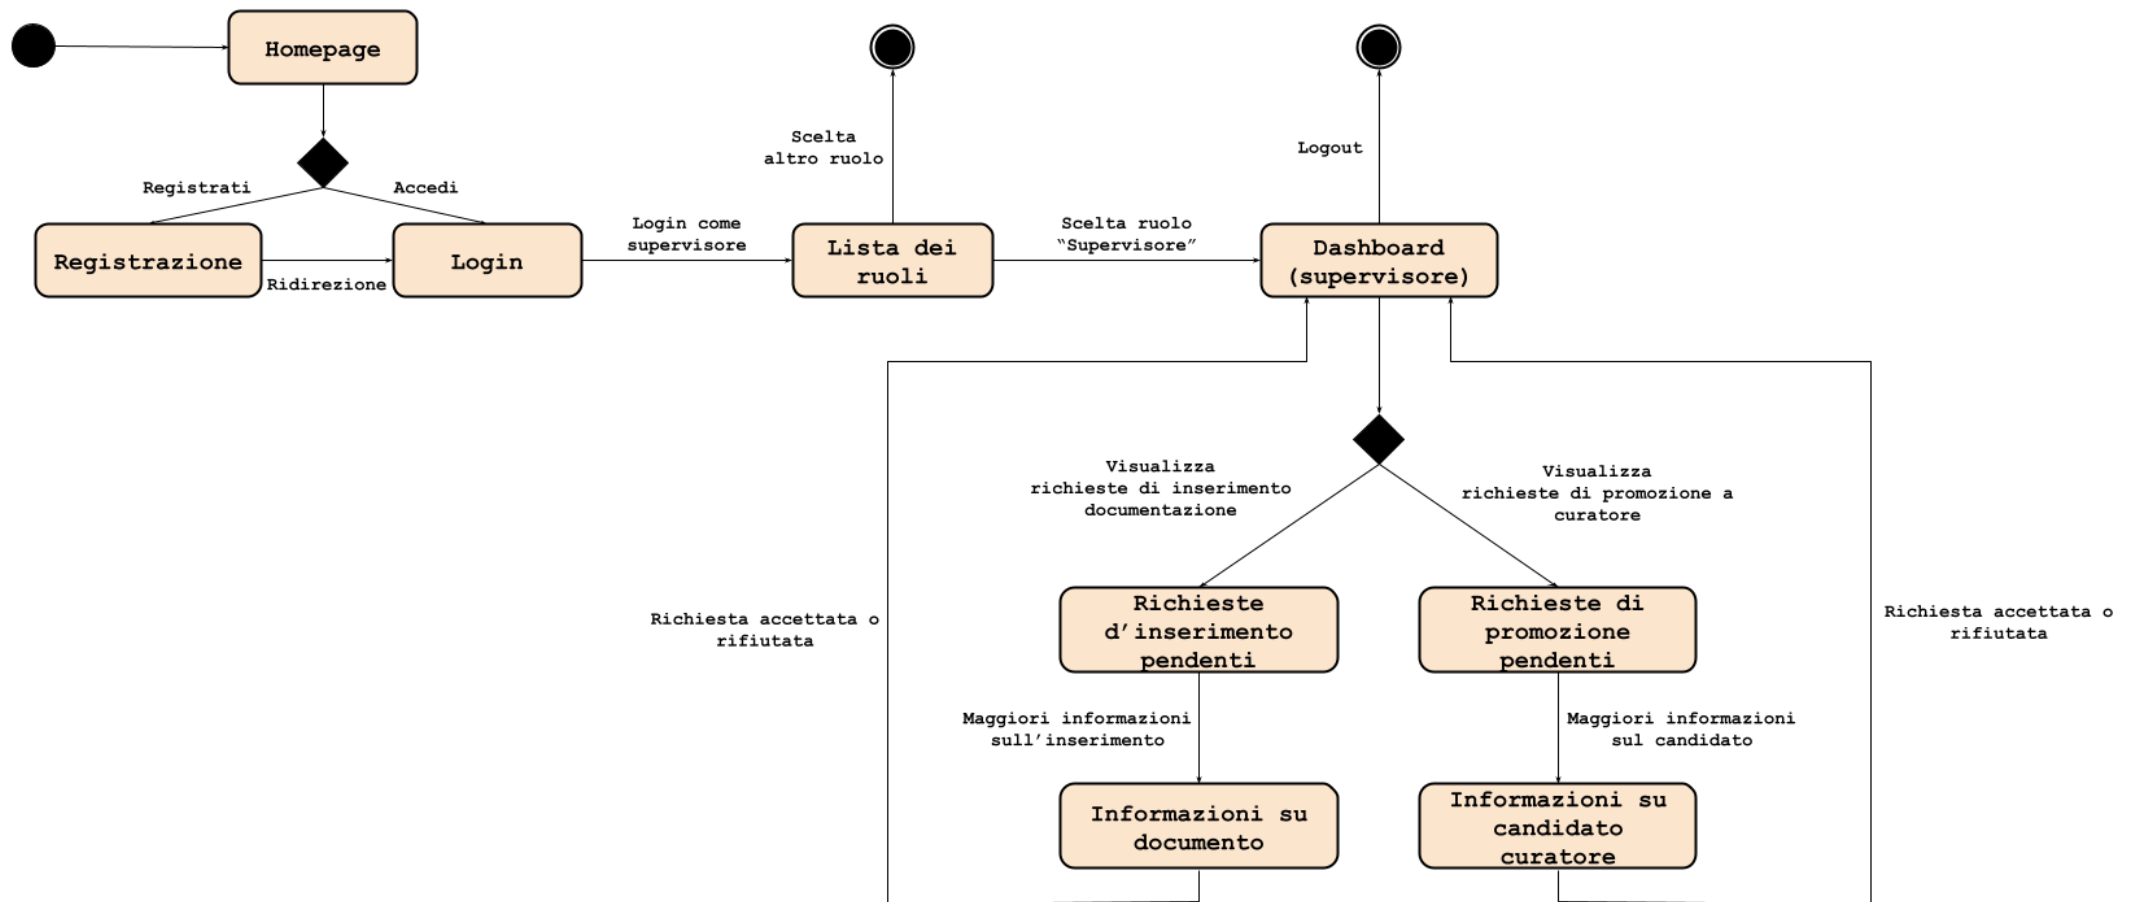 Homepage
Scelta
altro ruolo
Logout
Registrati
Accedi
Registrazione
Ridirezione
Login
Login come
supervisore
Lista dei
ruoli
Scelta ruolo
“Supervisore”
Dashboard
(supervisore)
Visualizza
richieste di inserimento
documentazione
Visualizza
richieste di promozione a
curatore
Richiesta accettata o
rifiutata
Richieste
d’inserimento
pendenti
Richieste di
promozione
pendenti
Richiesta accettata o
rifiutata
Maggiori informazioni
sull’inserimento
Maggiori informazioni
sul candidato
Informazioni su
documento
Informazioni su
candidato
curatore